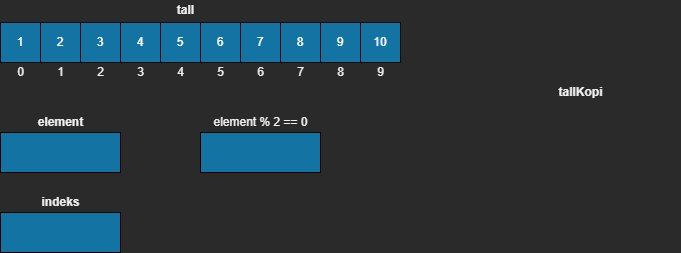 tall
1 2 3 4 5 6 7 8 9 10
0 1 2 3 4 5 6 7 8 9
tallKopi
element
element % 2 == 0
indeks